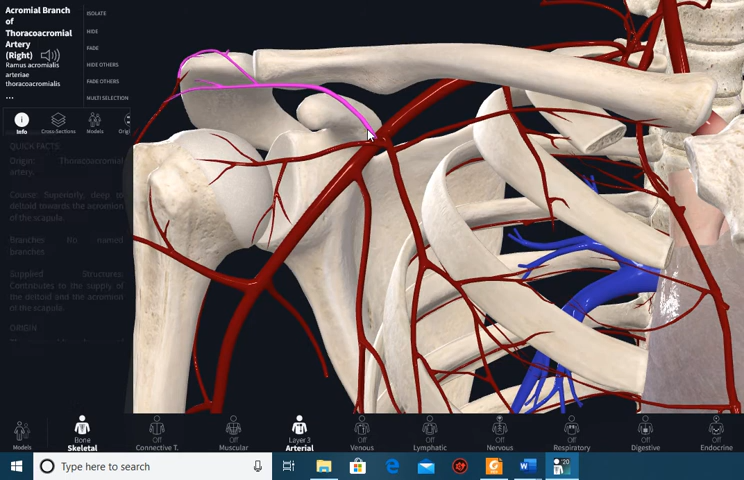 Acromial Branch
of
Thoracoacromial
Artery
(Right)
Ramus acromialis
arteriae
thoracoacromialis
...
ISOLATE
HIDE
FADE
HIDE OTHERS
FADE OTHERS
MULTI SELECTION
i
Info
Cross-Sections
Models
Origi
QUICK FACTS
Origin: Thoracoacromial
artery.
Course: Superiorly, deep to
deltoid towards the acromion
of the scapula.
Branches: No named
branches.
Supplied Structures:
Contributes to the supply of
the deltoid and the acromion
of the scapula.
ORIGIN
Models
Bone
Skeletal
Off
Connective T.
Off
Muscular
Layer 3
Arterial
Off
Venous
Off
Lymphatic
Off
Nervous
Off
Respiratory
Off
Digestive
Off
Endocrine
Type here to search
'20